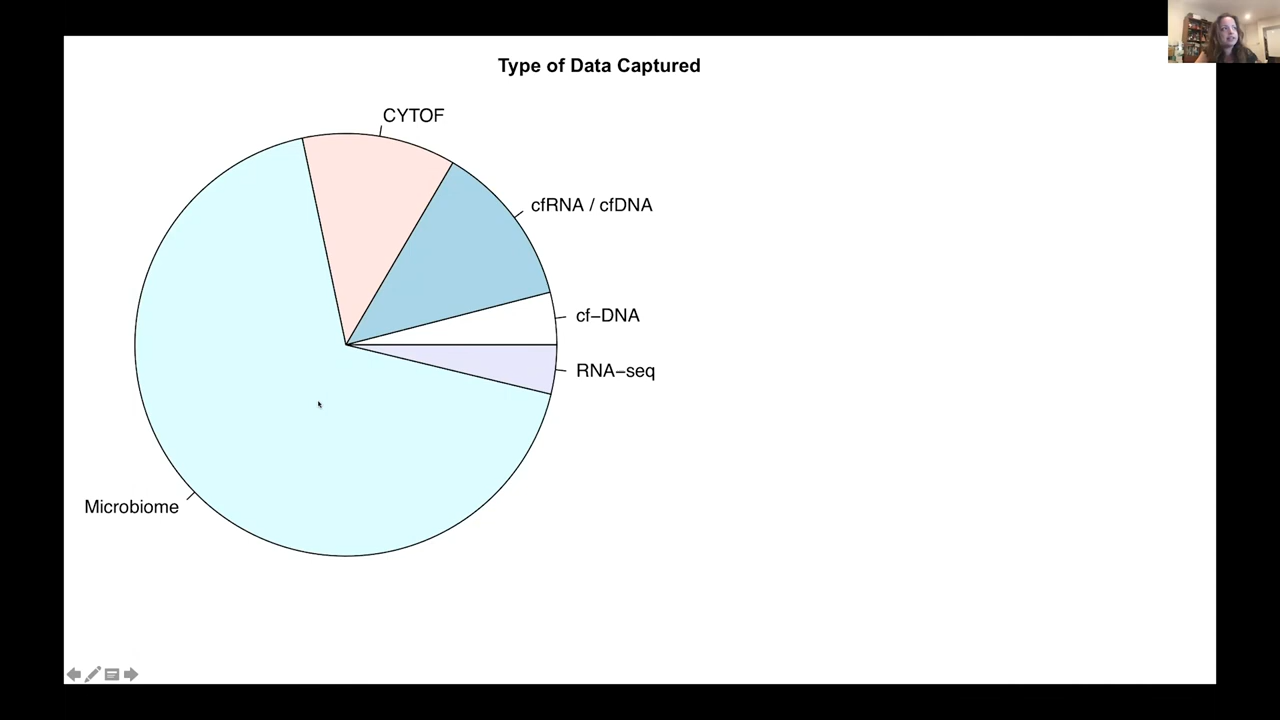 Type of Data Captured
CYTOF
cfRNA / cfDNA
cf−DNA
RNA−seq
Microbiome